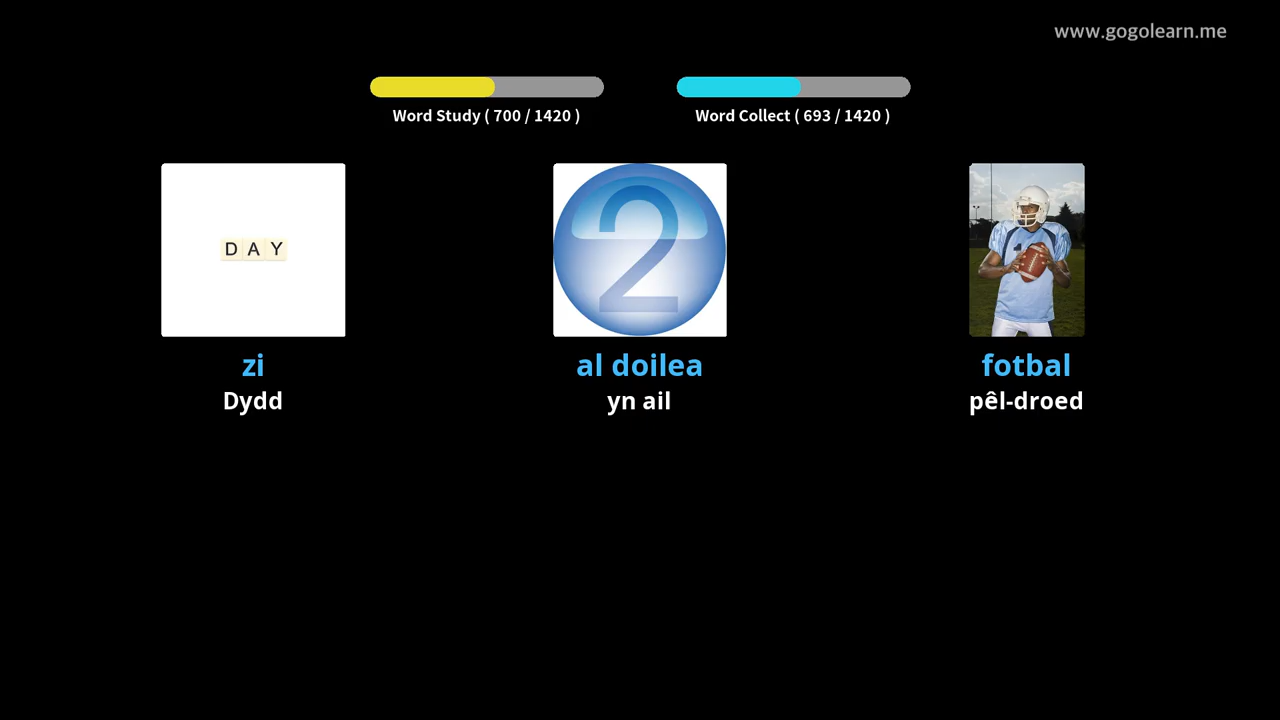 www.gogolearn.me
Word Study ( 700 / 1420 )
Word Collect ( 693 / 1420 )
DAY
2
zi
al doilea
fotbal
Dydd
yn ail
pêl-droed